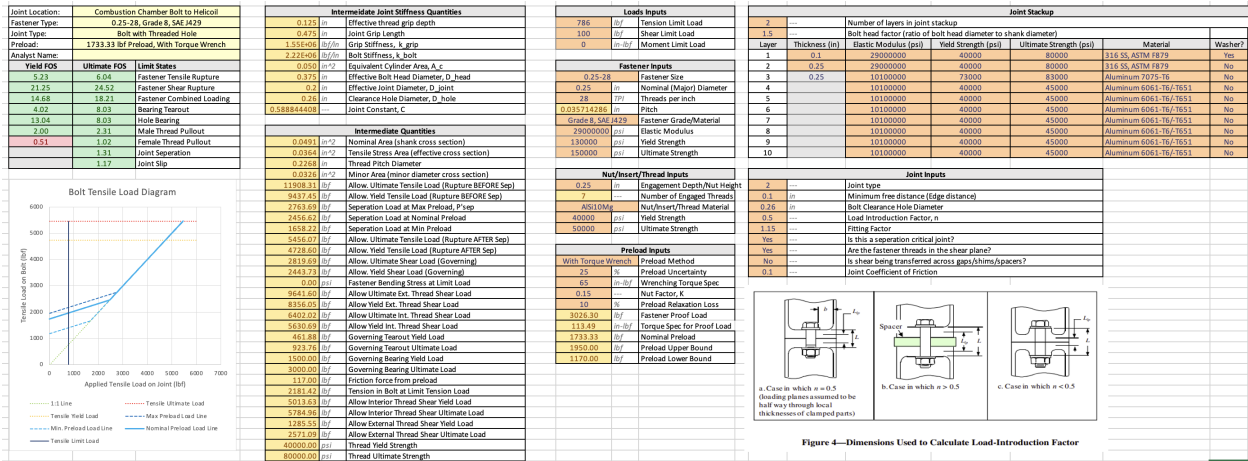 Joint Location: Combustion Chamber Bolt to Helicoil
Fastener Type: 0.25-28, Grade 8, SAE J429
Joint Type: Bolt with Threaded Hole
Preload: 1733.33 lbf Preload, With Torque Wrench
Analyst Name:
Yield FOS Ultimate FOS Limit States
5.23 6.04 Fastener Tensile Rupture
21.25 24.52 Fastener Shear Rupture
14.68 18.21 Fastener Combined Loading
4.02 8.03 Bearing Tearout
13.04 8.03 Hole Bearing
2.00 2.31 Male Thread Pullout
0.51 1.02 Female Thread Pullout
1.31 Joint Seperation
1.17 Joint Slip
Bolt Tensile Load Diagram
Tensile Load on Bolt (lbf)
6000
5000
4000
3000
2000
1000
0
0 1000 2000 3000 4000 5000 6000 7000
Applied Tensile Load on Joint (lbf)
1:1 Line
Tensile Ultimate Load
Tensile Yield Load
Max Preload Load Line
Min. Preload Load Line
Nominal Preload Load Line
Tensile Limit Load
Intermeidate Joint Stiffness Quantities
0.125 in Effective thread grip depth
0.475 in Joint Grip Length
1.55E+06 lbf/in Grip Stiffness, k_grip
2.22E+06 lbf/in Bolt Stiffness, k_bolt
0.050 in^2 Equivalent Cylinder Area, A_c
0.375 in Effective Bolt Head Diameter, D_head
0.2 in Effective Joint Diameter, D_joint
0.26 in Clearance Hole Diameter, D_hole
0.588844408 --- Joint Constant, C
Intermediate Quantities
0.0491 in^2 Nominal Area (shank cross section)
0.0364 in^2 Tensile Stress Area (effective cross section)
0.2268 in Thread Pitch Diameter
0.0326 in^2 Minor Area (minor diameter cross section)
11908.31 lbf Allow. Ultimate Tensile Load (Rupture BEFORE Sep)
9437.45 lbf Allow. Yield Tensile Load (Rupture BEFORE Sep)
2763.69 lbf Seperation Load at Max Preload, P'sep
2456.62 lbf Seperation Load at Nominal Preload
1658.22 lbf Seperation Load at Min Preload
5456.07 lbf Allow. Ultimate Tensile Load (Rupture AFTER Sep)
4728.60 lbf Allow. Yield Tensile Load (Rupture AFTER Sep)
2819.69 lbf Allow. Ultimate Shear Load (Governing)
2443.73 lbf Allow. Yield Shear Load (Governing)
0.00 psi Fastener Bending Stress at Limit Load
9641.60 lbf Allow Ultimate Ext. Thread Shear Load
8356.05 lbf Allow Yield Ext. Thread Shear Load
6402.02 lbf Allow Ultimate Int. Thread Shear Load
5630.69 lbf Allow Yield Int. Thread Shear Load
461.88 lbf Governing Tearout Yield Load
923.76 lbf Governing Tearout Ultimate Load
1500.00 lbf Governing Bearing Yield Load
3000.00 lbf Governing Bearing Ultimate Load
117.00 lbf Friction force from preload
2181.42 lbf Tension in Bolt at Limit Tension Load
5013.63 lbf Allow Interior Thread Shear Yield Load
5784.96 lbf Allow Interior Thread Shear Ultimate Load
1285.55 lbf Allow External Thread Shear Yield Load
2571.09 lbf Allow External Thread Shear Ultimate Load
40000.00 psi Thread Yield Strength
80000.00 psi Thread Ultimate Strength
Loads Inputs
786 lbf Tension Limit Load
100 lbf Shear Limit Load
0 in-lbf Moment Limit Load
Fastener Inputs
0.25-28 Fastener Size
0.25 in Nominal (Major) Diameter
28 TPI Threads per inch
0.035714286 in Pitch
Grade 8, SAE J429 Fastener Grade/Material
29000000 psi Elastic Modulus
130000 psi Yield Strength
150000 psi Ultimate Strength
Nut/Insert/Thread Inputs
0.25 in Engagement Depth/Nut Height
7 --- Number of Engaged Threads
AlSi10Mg Nut/Insert/Thread Material
40000 psi Yield Strength
50000 psi Ultimate Strength
Preload Inputs
With Torque Wrench Preload Method
25 % Preload Uncertainty
65 in-lbf Wrenching Torque Spec
0.15 --- Nut Factor, K
10 % Preload Relaxation Loss
3026.30 lbf Fastener Proof Load
113.49 in-lbf Torque Spec for Proof Load
1733.33 lbf Nominal Preload
1950.00 lbf Preload Upper Bound
1170.00 lbf Preload Lower Bound
Joint Stackup
2 --- Number of layers in joint stackup
1.5 --- Bolt head factor (ratio of bolt head diameter to shank diameter)
Layer Thickness (in) Elastic Modulus (psi) Yield Strength (psi) Ultimate Strength (psi) Material Washer?
1 0.1 10100000 40000 80000 316 SS, ASTM F879 Yes
2 0.25 10100000 40000 80000 316 SS, ASTM F879 No
3 0.25 10100000 73000 83000 Aluminum 7075-T6 No
4 10100000 40000 45000 Aluminum 6061-T6/-T651 No
5 10100000 40000 45000 Aluminum 6061-T6/-T651 No
6 10100000 40000 45000 Aluminum 6061-T6/-T651 No
7 10100000 40000 45000 Aluminum 6061-T6/-T651 No
8 10100000 40000 45000 Aluminum 6061-T6/-T651 No
9 10100000 40000 45000 Aluminum 6061-T6/-T651 No
10 10100000 40000 45000 Aluminum 6061-T6/-T651 No
Joint Inputs
2 --- Joint type
0.1 in Minimum free distance (Edge distance)
0.26 in Bolt Clearance Hole Diameter
0.5 --- Load Introduction Factor, n
1.15 --- Fitting Factor
Yes --- Is this a seperation critical joint?
Yes --- Are the fastener threads in the shear plane?
No --- Is shear being transferred across gaps/shims/spacers?
0.1 --- Joint Coefficient of Friction
b
Lₗₚ
L
Spacer
Lₗₚ
L
Lₗₚ
L
a. Case in which n = 0.5
(loading planes assumed to
be half way through local
thicknesses of clamped parts)
b. Case in which n > 0.5
c. Case in which n < 0.5
Figure 4—Dimensions Used to Calculate Load-Introduction Factor